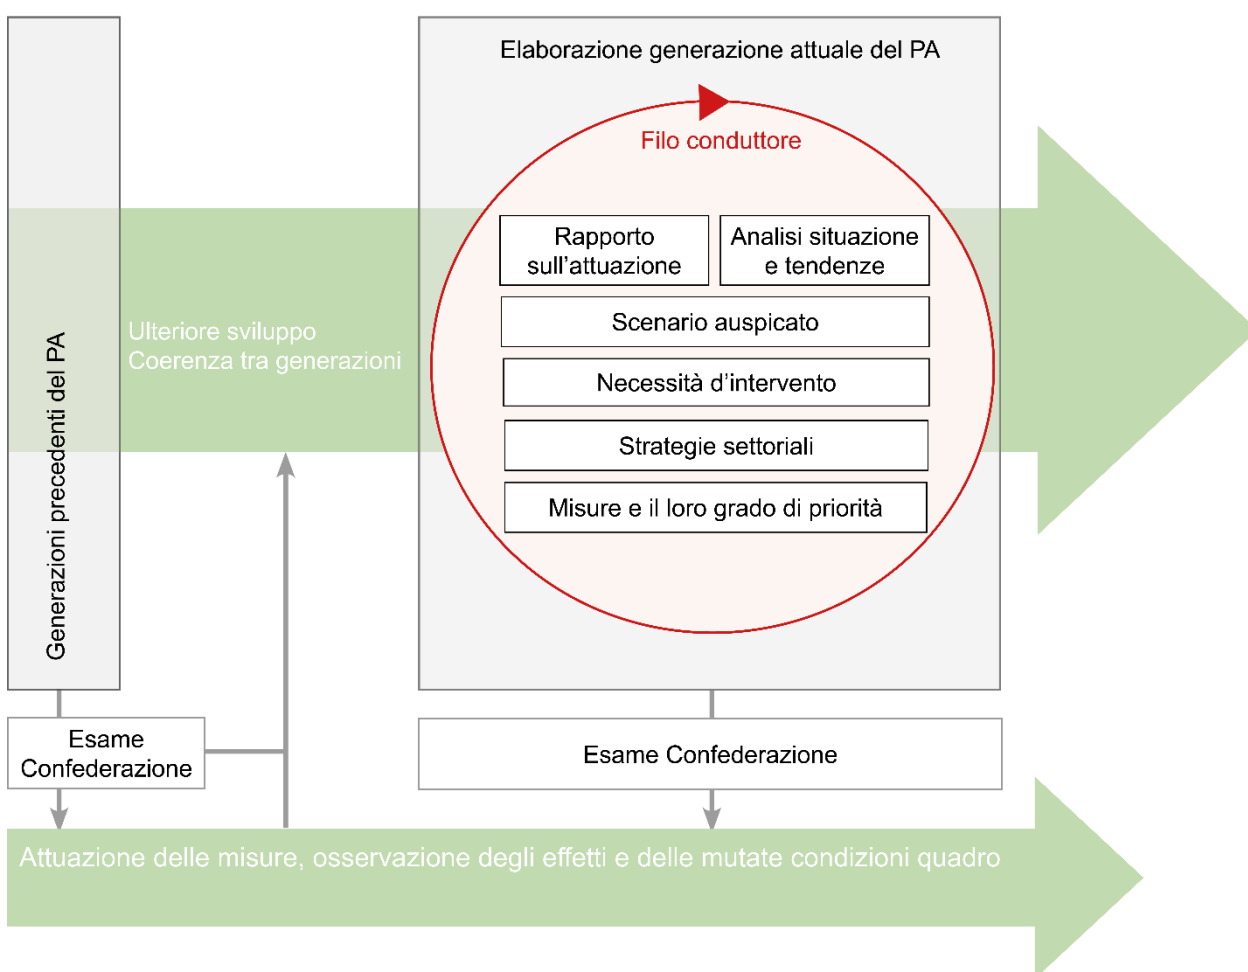 Elaborazione generazione attuale del PA
Filo conduttore
Rapporto
sull'attuazione
Analisi situazione
e tendenze
Scenario auspicato
Necessità d'intervento
Strategie settoriali
Misure e il loro grado di priorità
Generazioni precedenti del PA
Ulteriore sviluppo
Coerenza tra generazioni
Esame
Confederazione
Esame Confederazione
Attuazione delle misure, osservazione degli effetti e delle mutate condizioni quadro